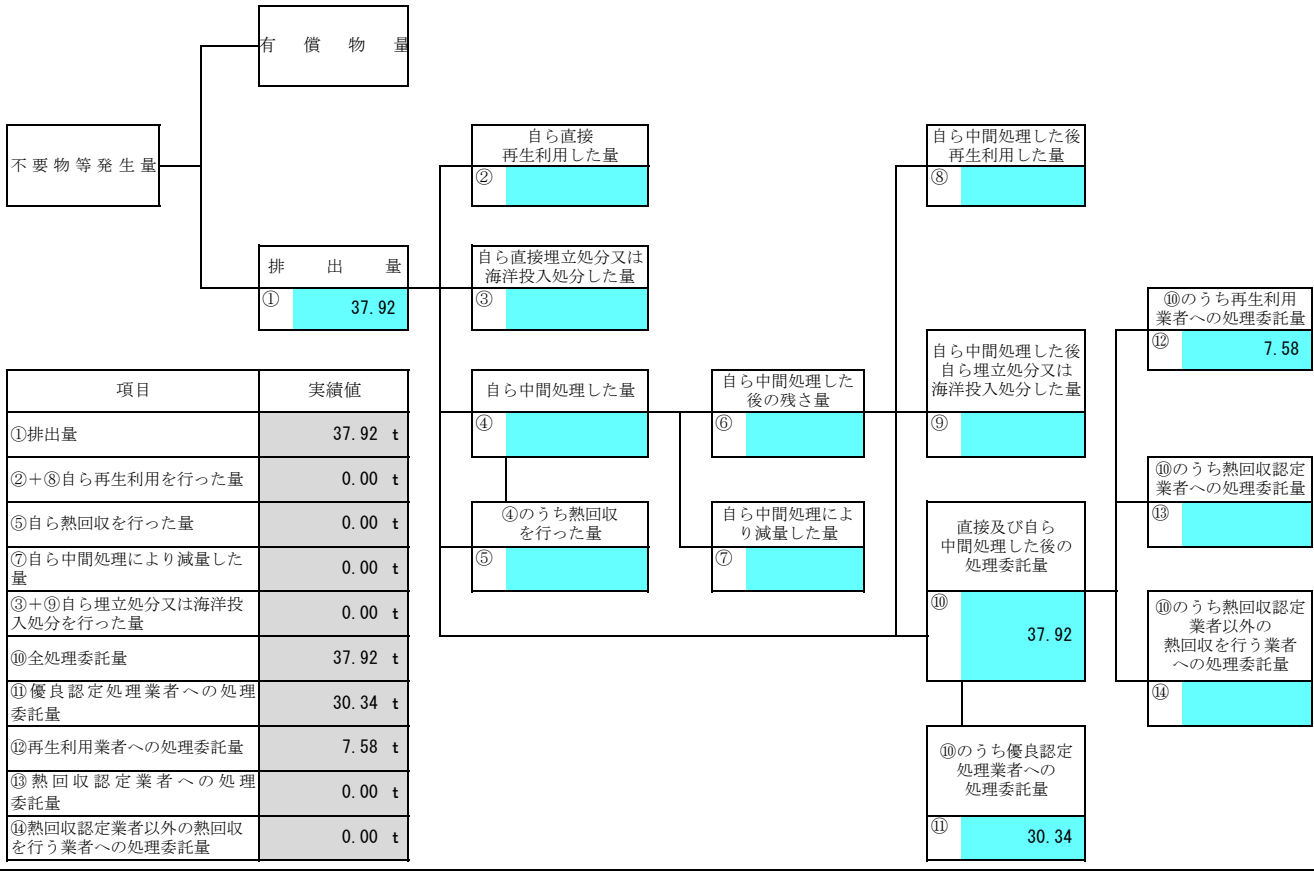 有償物量
不要物等発生量
排出量
① 37.92
自ら直接
再生利用した量
②
自ら直接埋立処分又は
海洋投入処分した量
③
自ら中間処理した量
④
④のうち熱回収
を行った量
⑤
自ら中間処理した
後の残さ量
⑥
自ら中間処理によ
り減量した量
⑦
自ら中間処理した後
再生利用した量
⑧
自ら中間処理した後
自ら埋立処分又は
海洋投入処分した量
⑨
直接及び自ら
中間処理した後の
処理委託量
⑩
37.92
⑩のうち優良認定
処理業者への
処理委託量
⑪ 30.34
⑩のうち再生利用
業者への処理委託量
⑫ 7.58
⑩のうち熱回収認定
業者への処理委託量
⑬
⑩のうち熱回収認定
業者以外の
熱回収を行う業者
への処理委託量
⑭
項目 実績値
①排出量 37.92 t
②+⑧自ら再生利用を行った量 0.00 t
⑤自ら熱回収を行った量 0.00 t
⑦自ら中間処理により減量した
量 0.00 t
③+⑨自ら埋立処分又は海洋投
入処分を行った量 0.00 t
⑩全処理委託量 37.92 t
⑪優良認定処理業者への処理
委託量 30.34 t
⑫再生利用業者への処理委託量 7.58 t
⑬熱回収認定業者への処理
委託量 0.00 t
⑭熱回収認定業者以外の熱回収
を行う業者への処理委託量 0.00 t